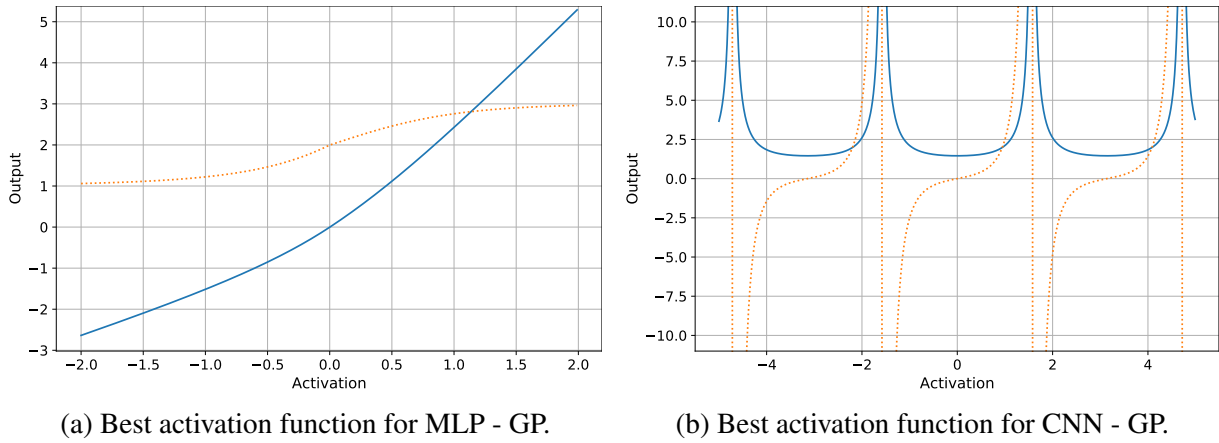 5
4
3
2
1
0
−1
−2
−3
Output
−2.0 −1.5 −1.0 −0.5 0.0 0.5 1.0 1.5 2.0
Activation
10.0
7.5
5.0
2.5
0.0
−2.5
−5.0
−7.5
−10.0
Output
−4 −2 0 2 4
Activation
(a) Best activation function for MLP - GP.
(b) Best activation function for CNN - GP.